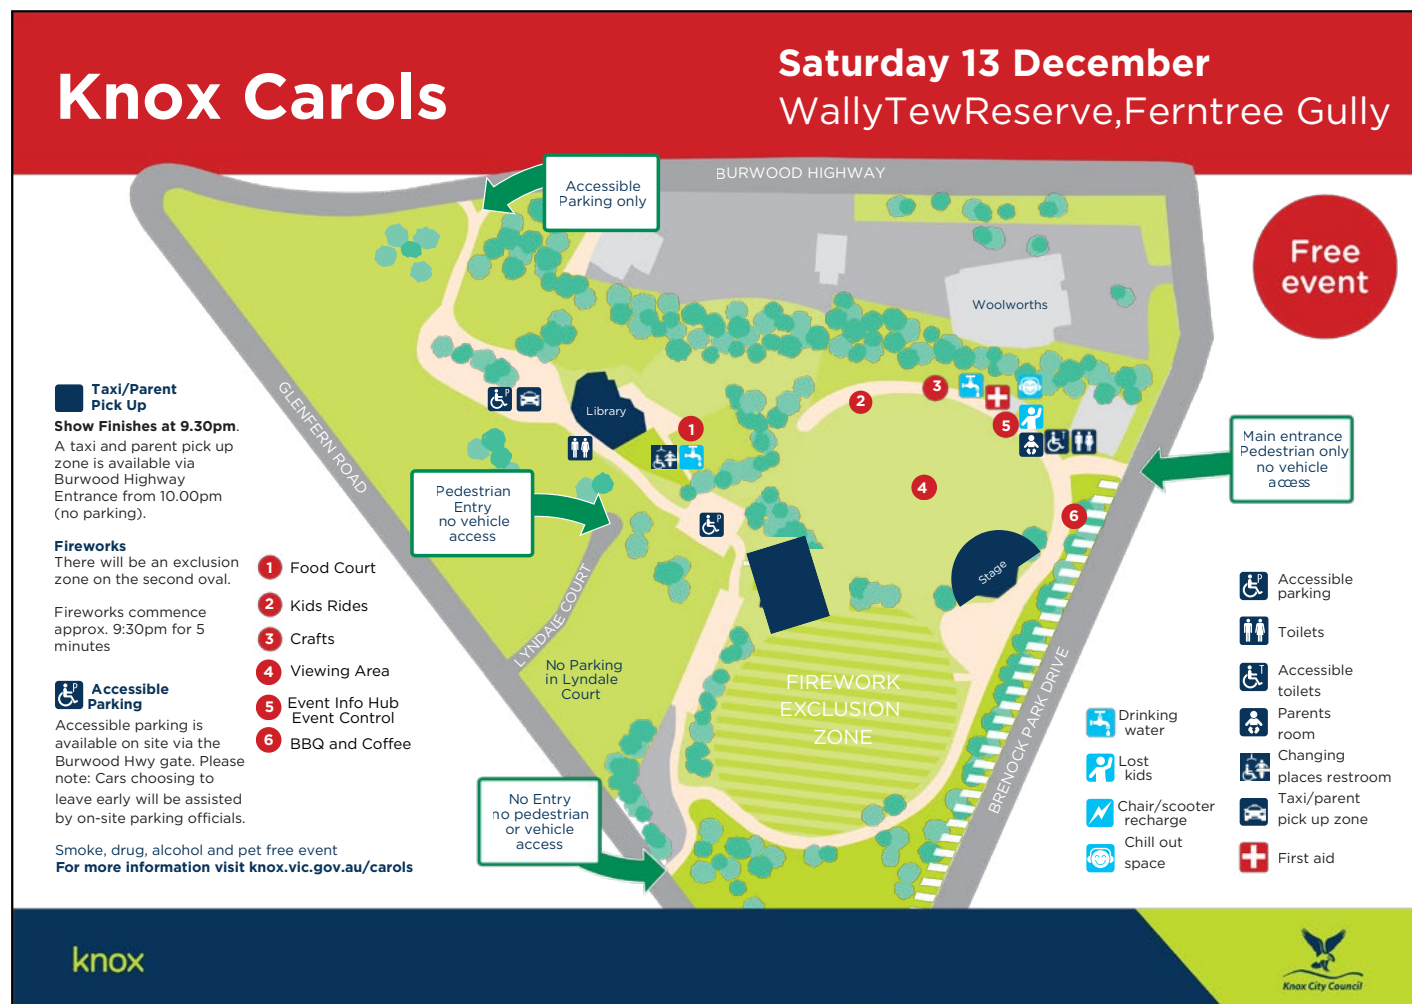 Knox Carols
Saturday 13 December
WallyTewReserve,Ferntree Gully
BURWOOD HIGHWAY
Accessible
Parking only
Free
event
Woolworths
GLENFERN ROAD
Library
1
2
3
5
4
6
Main entrance
Pedestrian only
no vehicle
access
Pedestrian
Entry
no vehicle
access
Stage
LYNDALE COURT
No Parking
in Lyndale
Court
FIREWORK
EXCLUSION
ZONE
BRENOCK PARK DRIVE
No Entry
no pedestrian
or vehicle
access
Taxi/Parent
Pick Up
Show Finishes at 9.30pm.
A taxi and parent pick up
zone is available via
Burwood Highway
Entrance from 10.00pm
(no parking).
Fireworks
There will be an exclusion
zone on the second oval.
Fireworks commence
approx. 9:30pm for 5
minutes
Accessible
Parking
Accessible parking is
available on site via the
Burwood Hwy gate. Please
note: Cars choosing to
leave early will be assisted
by on-site parking officials.
Smoke, drug, alcohol and pet free event
For more information visit knox.vic.gov.au/carols
1 Food Court
2 Kids Rides
3 Crafts
4 Viewing Area
5 Event Info Hub
Event Control
6 BBQ and Coffee
Drinking
water
Lost
kids
Chair/scooter
recharge
Chill out
space
Accessible
parking
Toilets
Accessible
toilets
Parents
room
Changing
places restroom
Taxi/parent
pick up zone
First aid
knox
Knox City Council